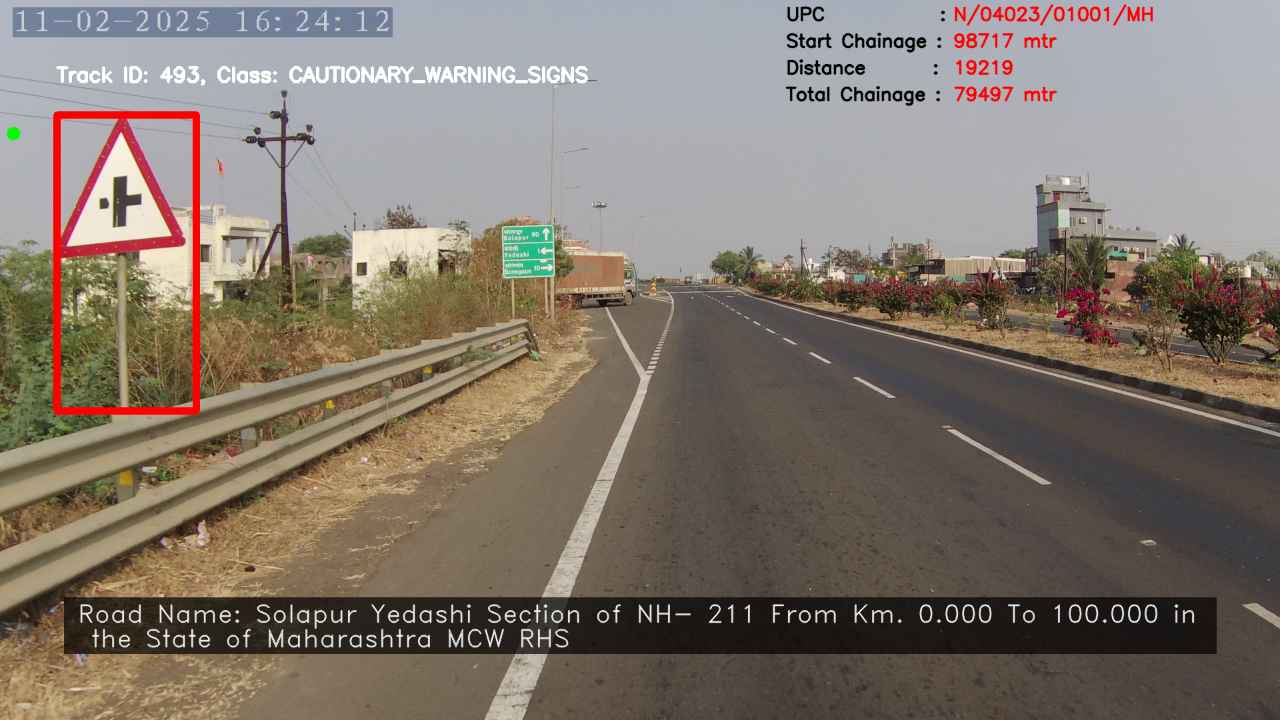 11-02-2025 16:24:12
UPC : N/04023/01001/MH
Start Chainage : 98717 mtr
Distance : 19219
Total Chainage : 79497 mtr
Track ID: 493, Class: CAUTIONARY_WARNING_SIGNS
सोलापूर
Solapur 90
येडशी
Yedashi
Road Name: Solapur Yedashi Section of NH- 211 From Km. 0.000 To 100.000 in
the State of Maharashtra MCW RHS